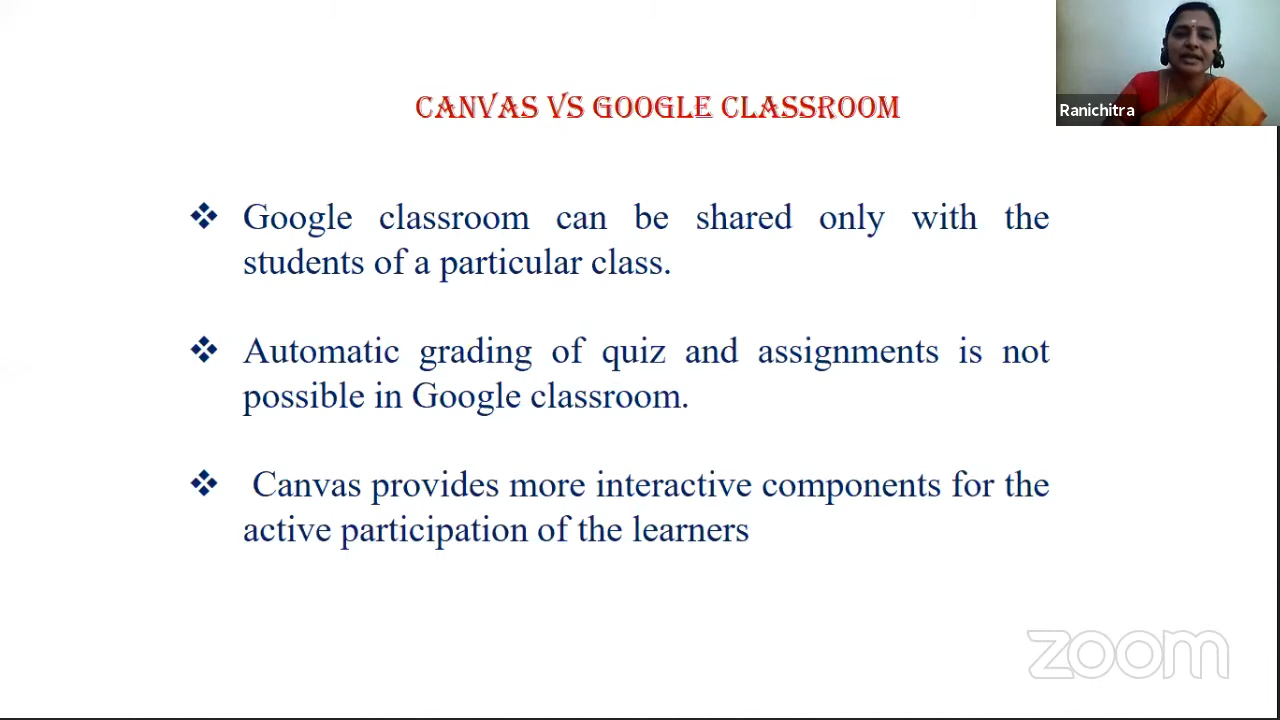 CANVAS VS GOOGLE CLASSROOM
Ranichitra
❖ Google classroom can be shared only with the
students of a particular class.
❖ Automatic grading of quiz and assignments is not
possible in Google classroom.
❖ Canvas provides more interactive components for the
active participation of the learners
zoom